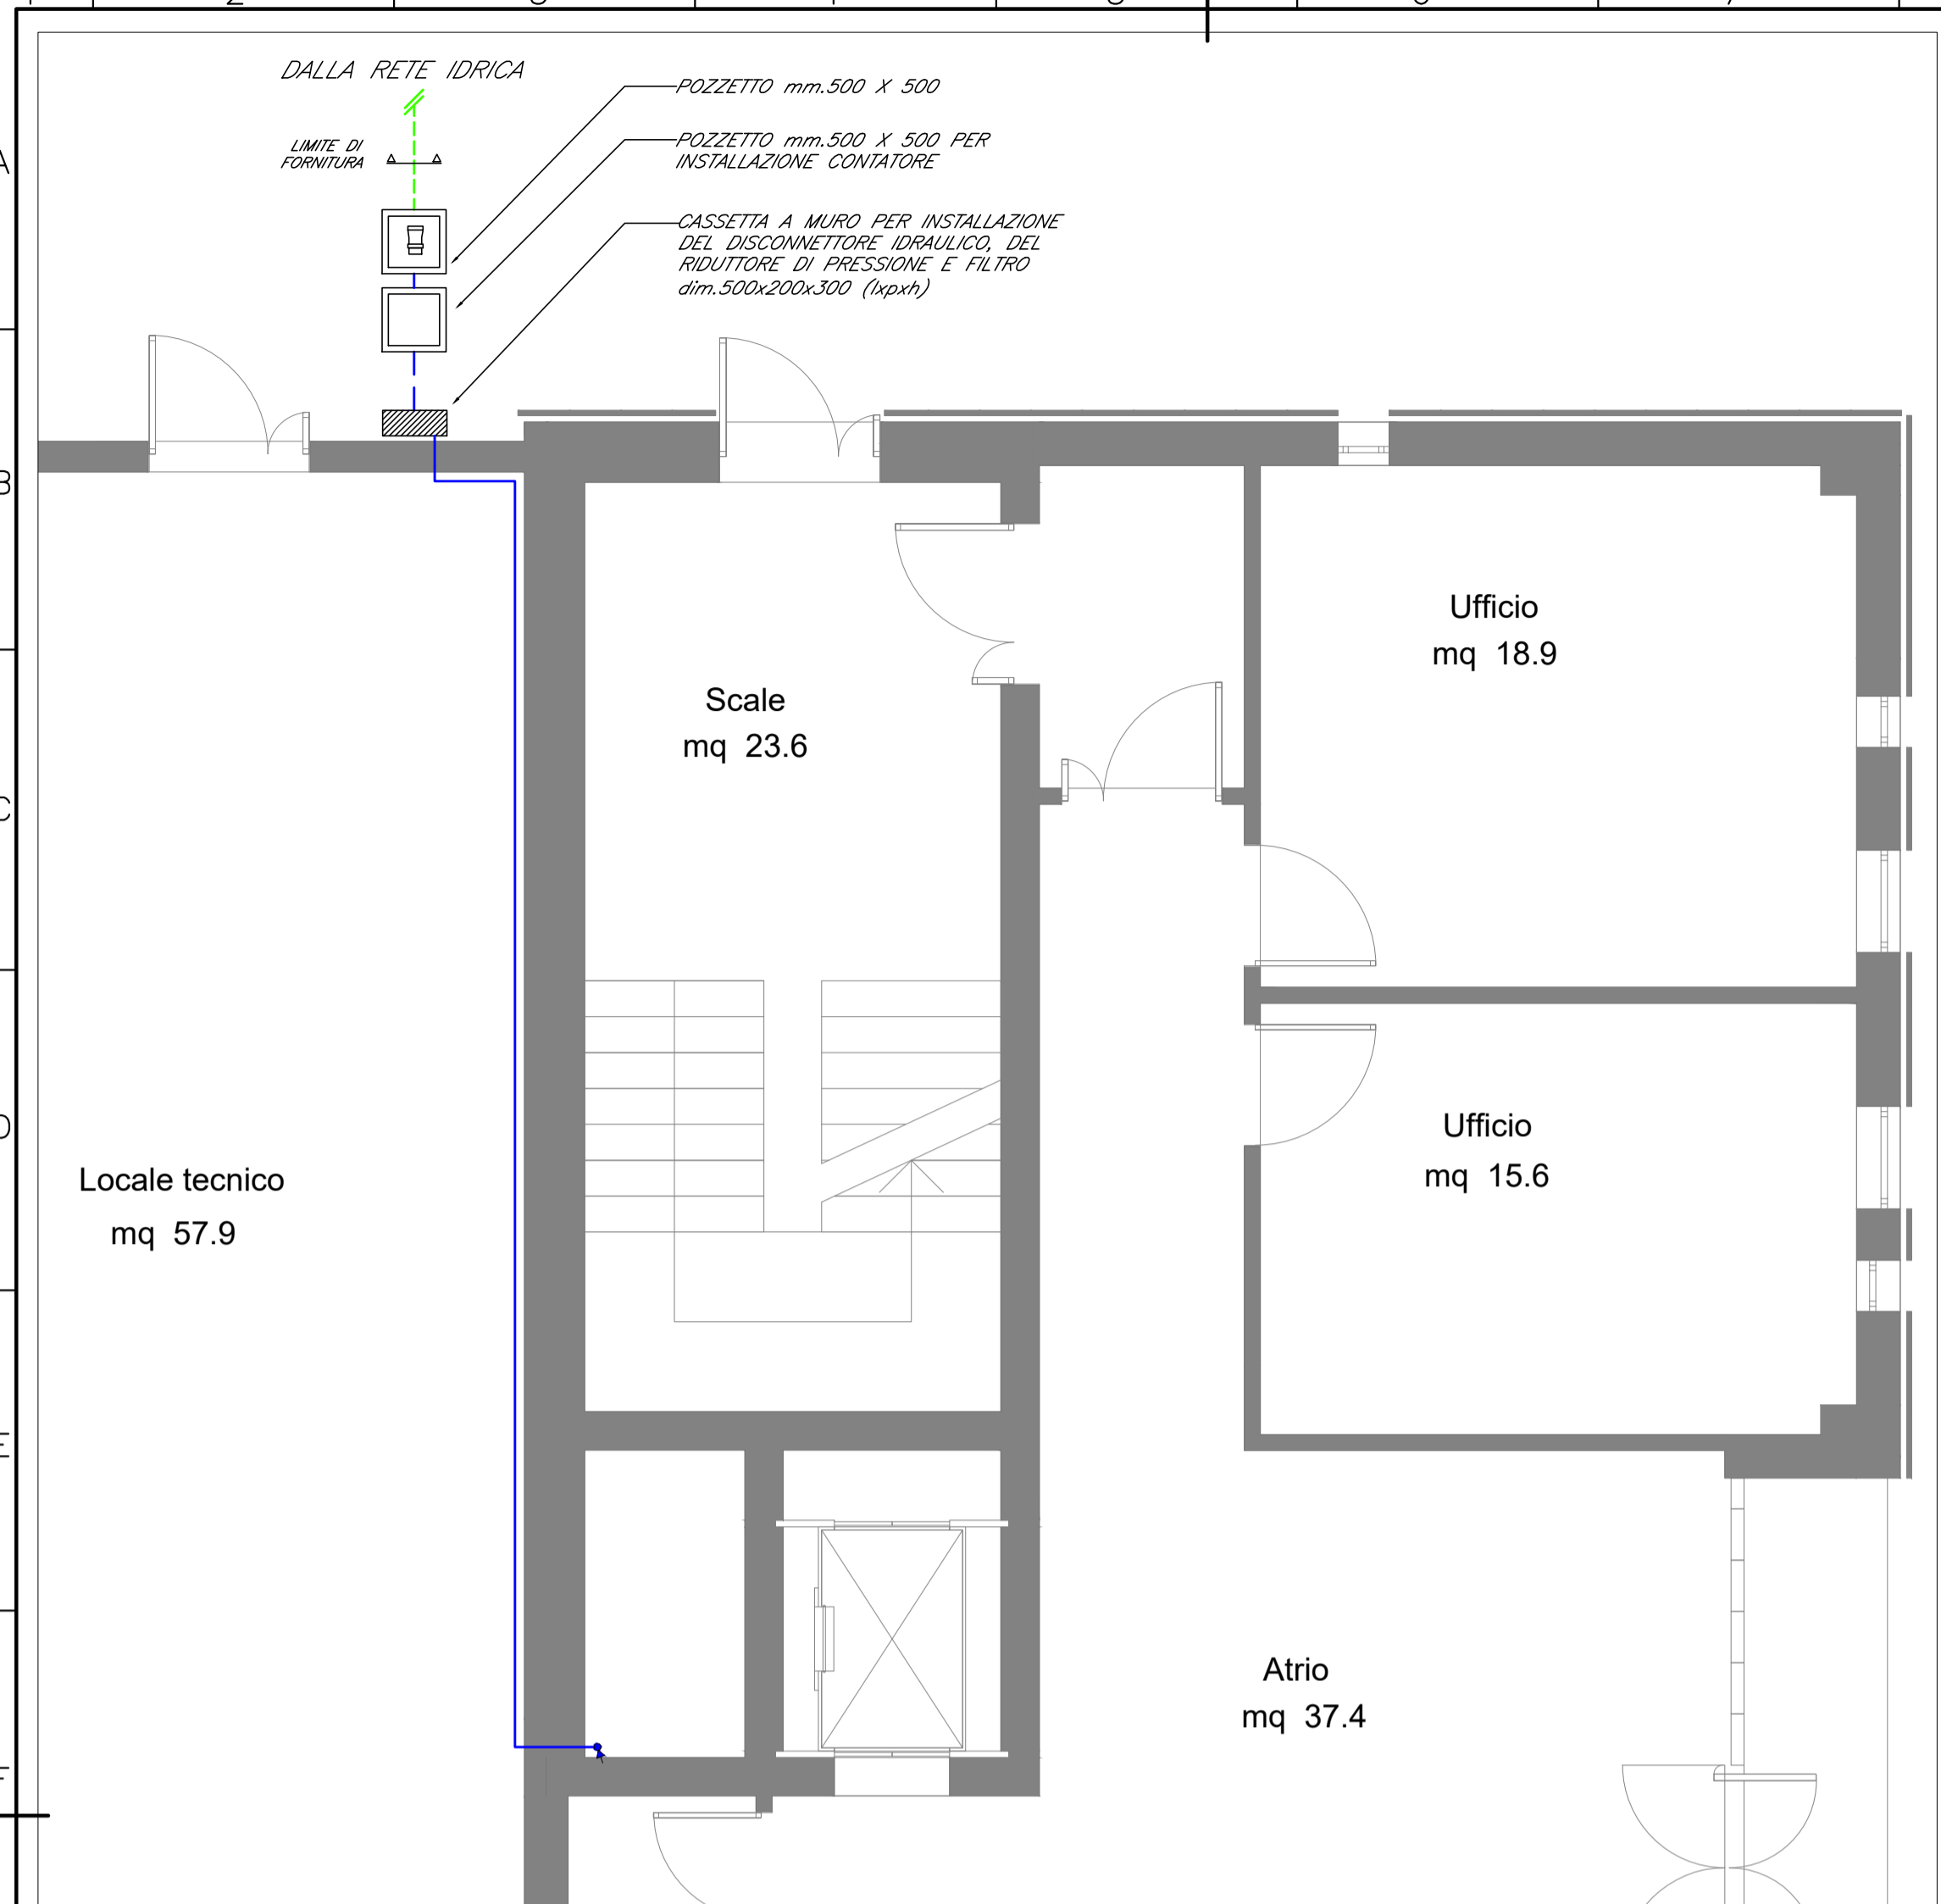 DALLA RETE IDRICA
POZZETTO mm.500 X 500
LIMITE DI
FORNITURA
POZZETTO mm.500 X 500 PER
INSTALLAZIONE CONTATORE
CASSETTA A MURO PER INSTALLAZIONE
DEL DISCONNETTORE IDRAULICO, DEL
RIDUTTORE DI PRESSIONE E FILTRO
dim.500x200x300 (lxpxh)
Ufficio
mq 18.9
Scale
mq 23.6
Ufficio
mq 15.6
Locale tecnico
mq 57.9
Atrio
mq 37.4